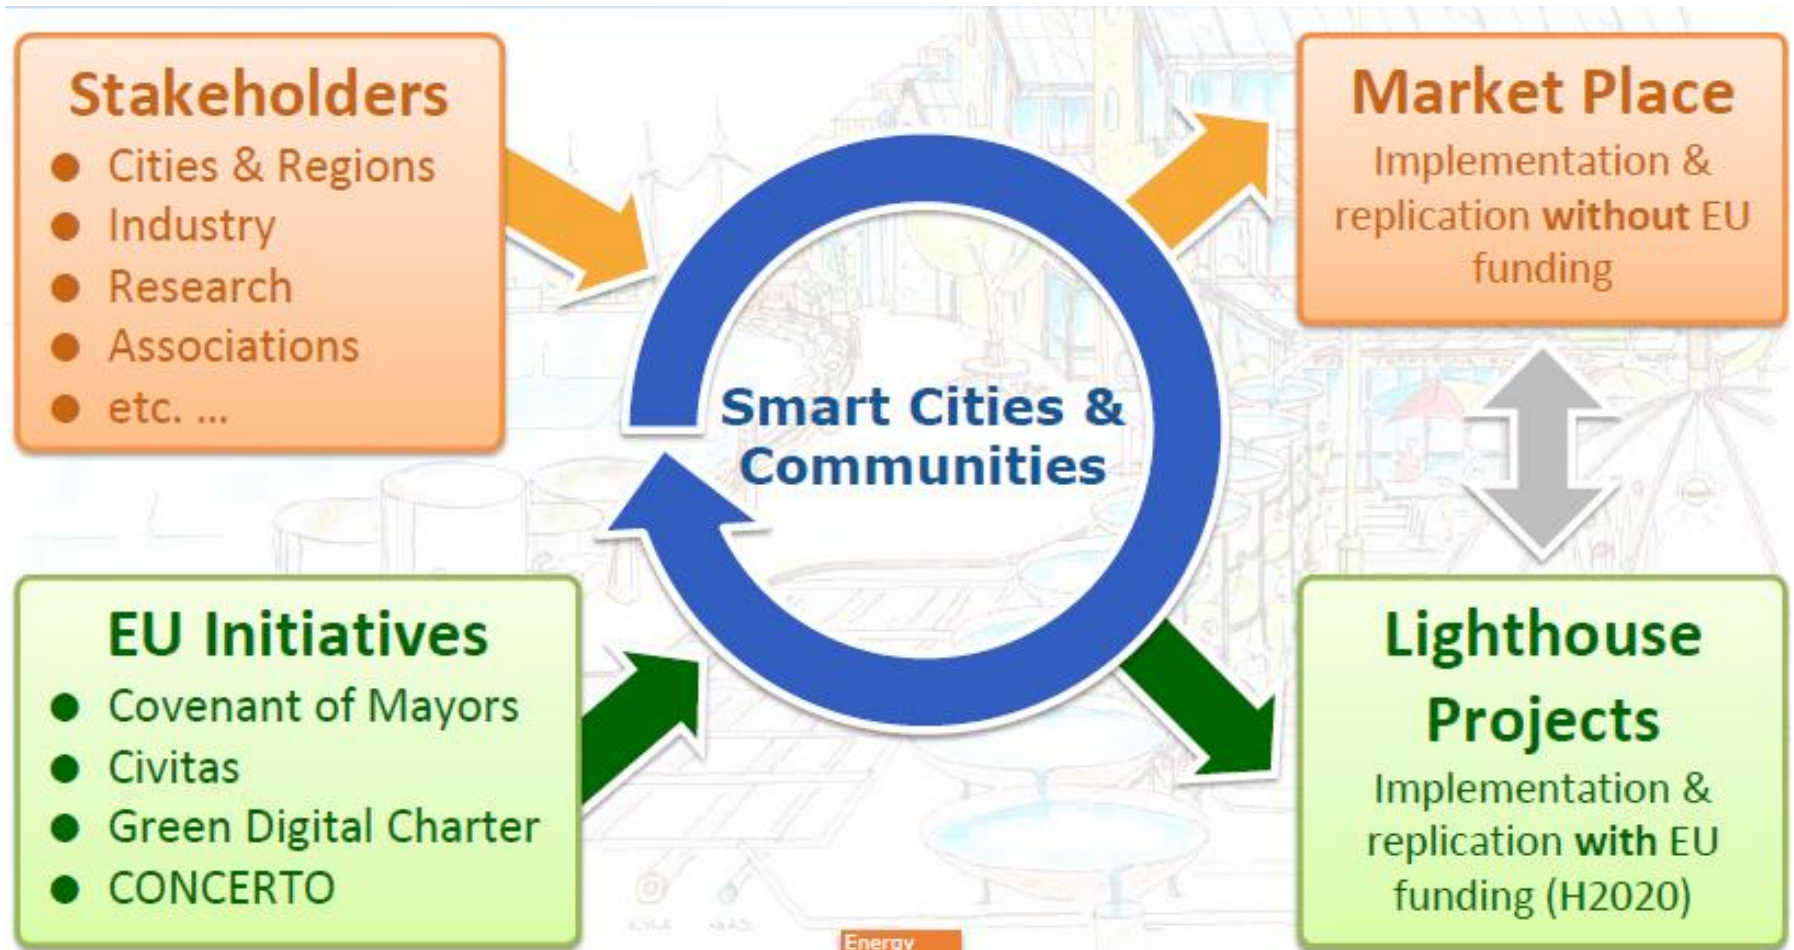 Stakeholders
● Cities & Regions
● Industry
● Research
● Associations
● etc. ...
Market Place
Implementation &
replication without EU
funding
Smart Cities &
Communities
EU Initiatives
● Covenant of Mayors
● Civitas
● Green Digital Charter
● CONCERTO
Lighthouse
Projects
Implementation &
replication with EU
funding (H2020)
Energy